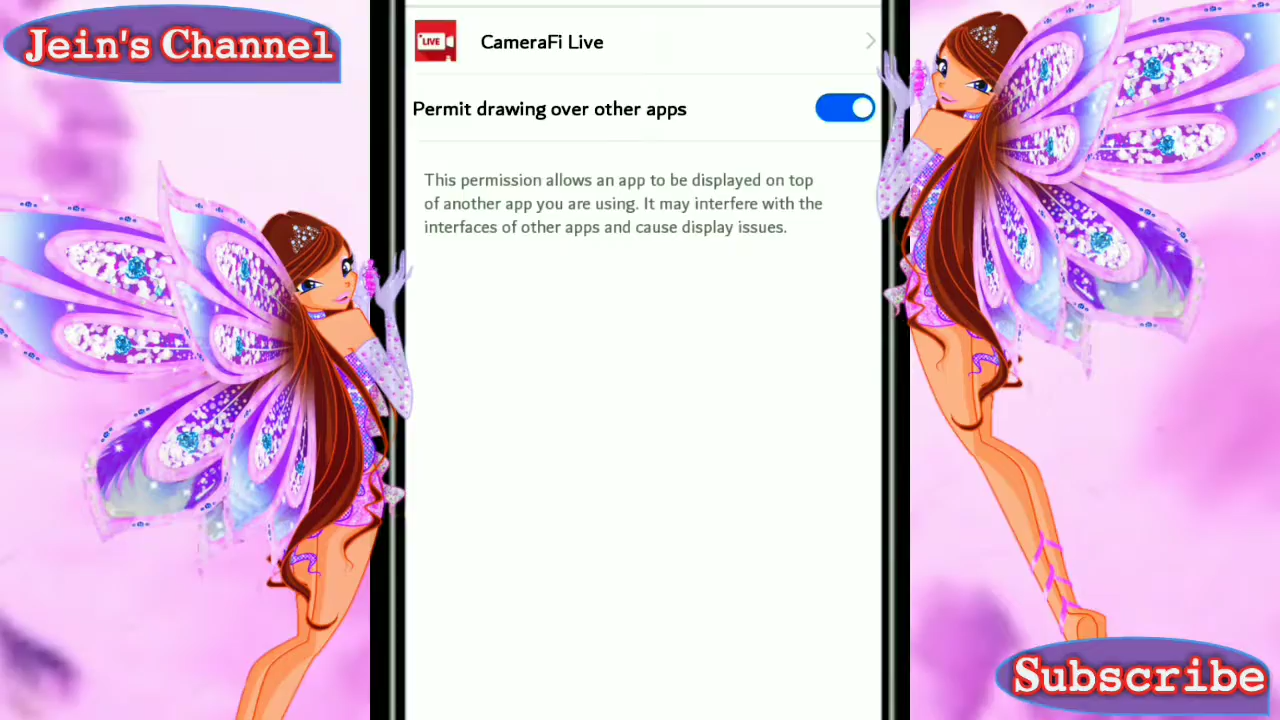 Jein's Channel
LIVE
CameraFi Live
Permit drawing over other apps
This permission allows an app to be displayed on top
of another app you are using. It may interfere with the
interfaces of other apps and cause display issues.
Subscribe